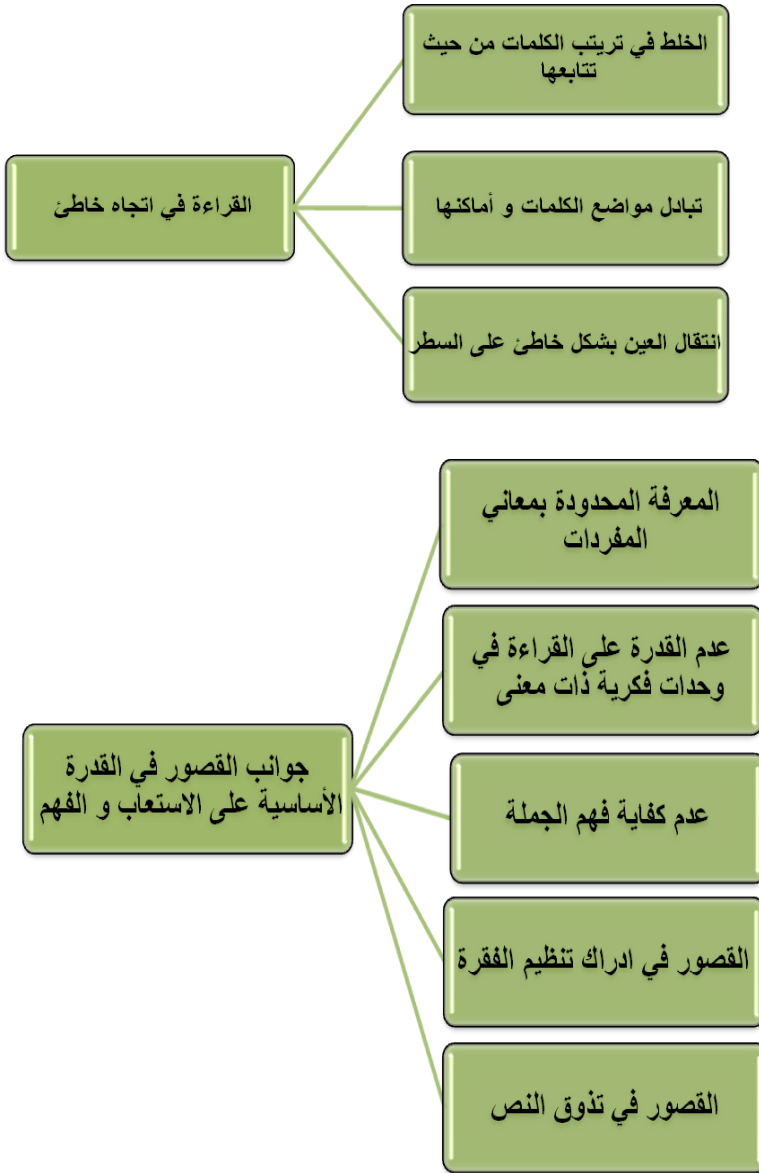 الخلط في تريتب الكلمات من حيث
تتابعها
القراءة في اتجاه خاطئ
تبادل مواضع الكلمات و أماكنها
انتقال العين بشكل خاطئ على السطر
المعرفة المحدودة بمعاني
المفردات
عدم القدرة على القراءة في
وحدات فكرية ذات معنى
جوانب القصور في القدرة
الأساسية على الاستعاب و الفهم
عدم كفاية فهم الجملة
القصور في ادراك تنظيم الفقرة
القصور في تذوق النص